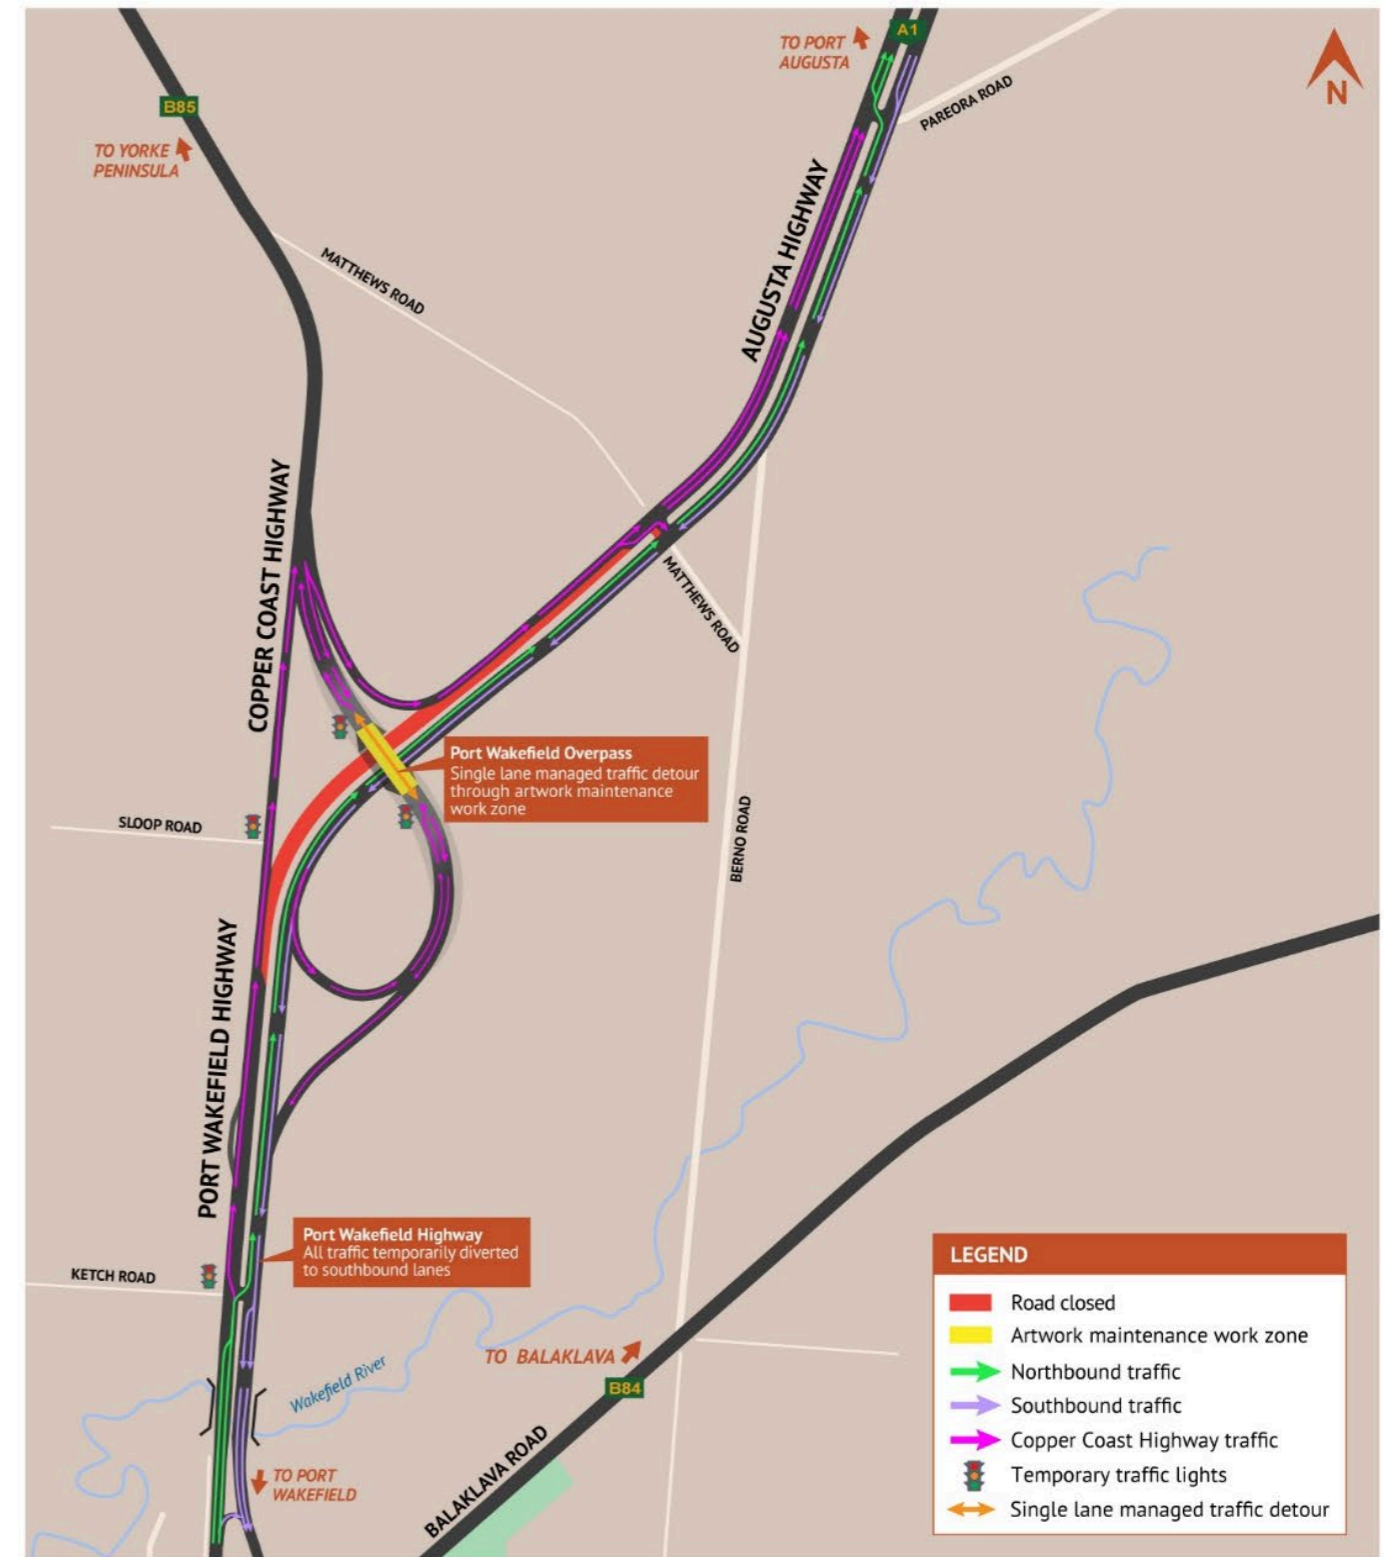 TO PORT
AUGUSTA
A1
N
PAREORA ROAD
B85
TO YORKE
PENINSULA
MATTHEWS ROAD
AUGUSTA HIGHWAY
COPPER COAST HIGHWAY
MATTHEWS ROAD
Port Wakefield Overpass
Single lane managed traffic detour
through artwork maintenance
work zone
SLOOP ROAD
BERNO ROAD
PORT WAKEFIELD HIGHWAY
Port Wakefield Highway
All traffic temporarily diverted
to southbound lanes
KETCH ROAD
TO BALAKLAVA
B84
Wakefield River
BALAKLAVA ROAD
TO PORT
WAKEFIELD
LEGEND
Road closed
Artwork maintenance work zone
Northbound traffic
Southbound traffic
Copper Coast Highway traffic
Temporary traffic lights
Single lane managed traffic detour